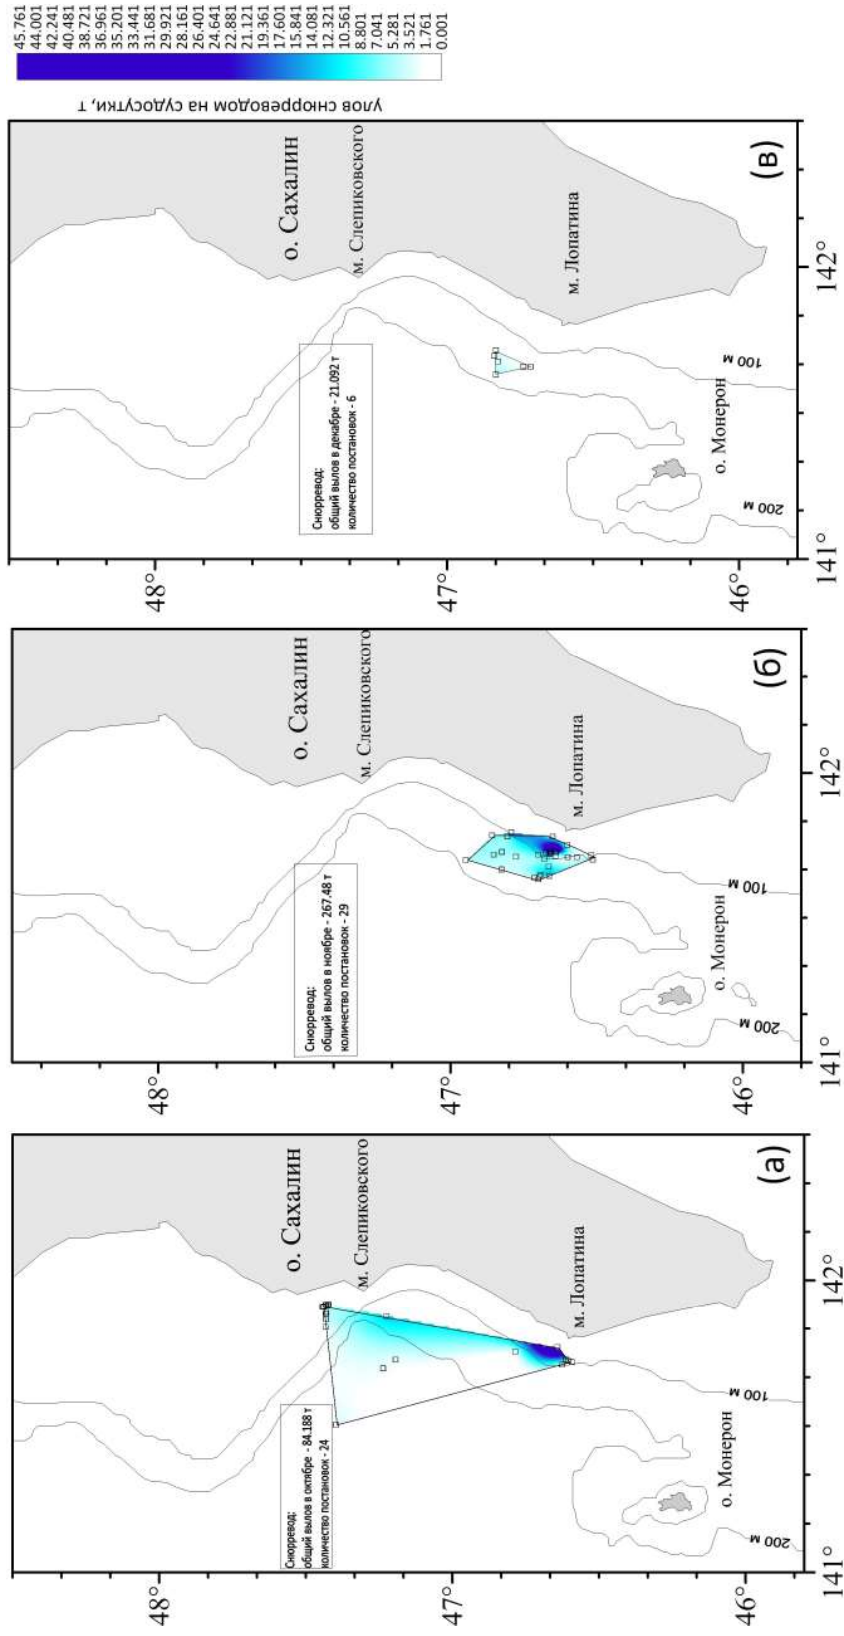 45.761
44.001
42.241
40.481
38.721
36.961
35.201
33.441
31.681
29.921
28.161
26.401
24.641
22.881
21.121
19.361
17.601
15.841
14.081
12.321
10.561
8.801
7.041
5.281
3.521
1.761
0.001
улов снюрреводом на судосутки, т
48°
47°
46°
141°
142°
Снюрревод:
общий вылов в октябре - 84.188 т
количество постановок - 24
о. Сахалин
м. Слепиковского
м. Лопатина
о. Монерон
100 м
200 м
(а)
48°
47°
46°
141°
142°
Снюрревод:
общий вылов в ноябре - 267.48 т
количество постановок - 29
о. Сахалин
м. Слепиковского
м. Лопатина
о. Монерон
100 м
200 м
(б)
48°
47°
46°
141°
142°
Снюрревод:
общий вылов в декабре - 21.092 т
количество постановок - 6
о. Сахалин
м. Слепиковского
м. Лопатина
о. Монерон
100 м
200 м
(в)